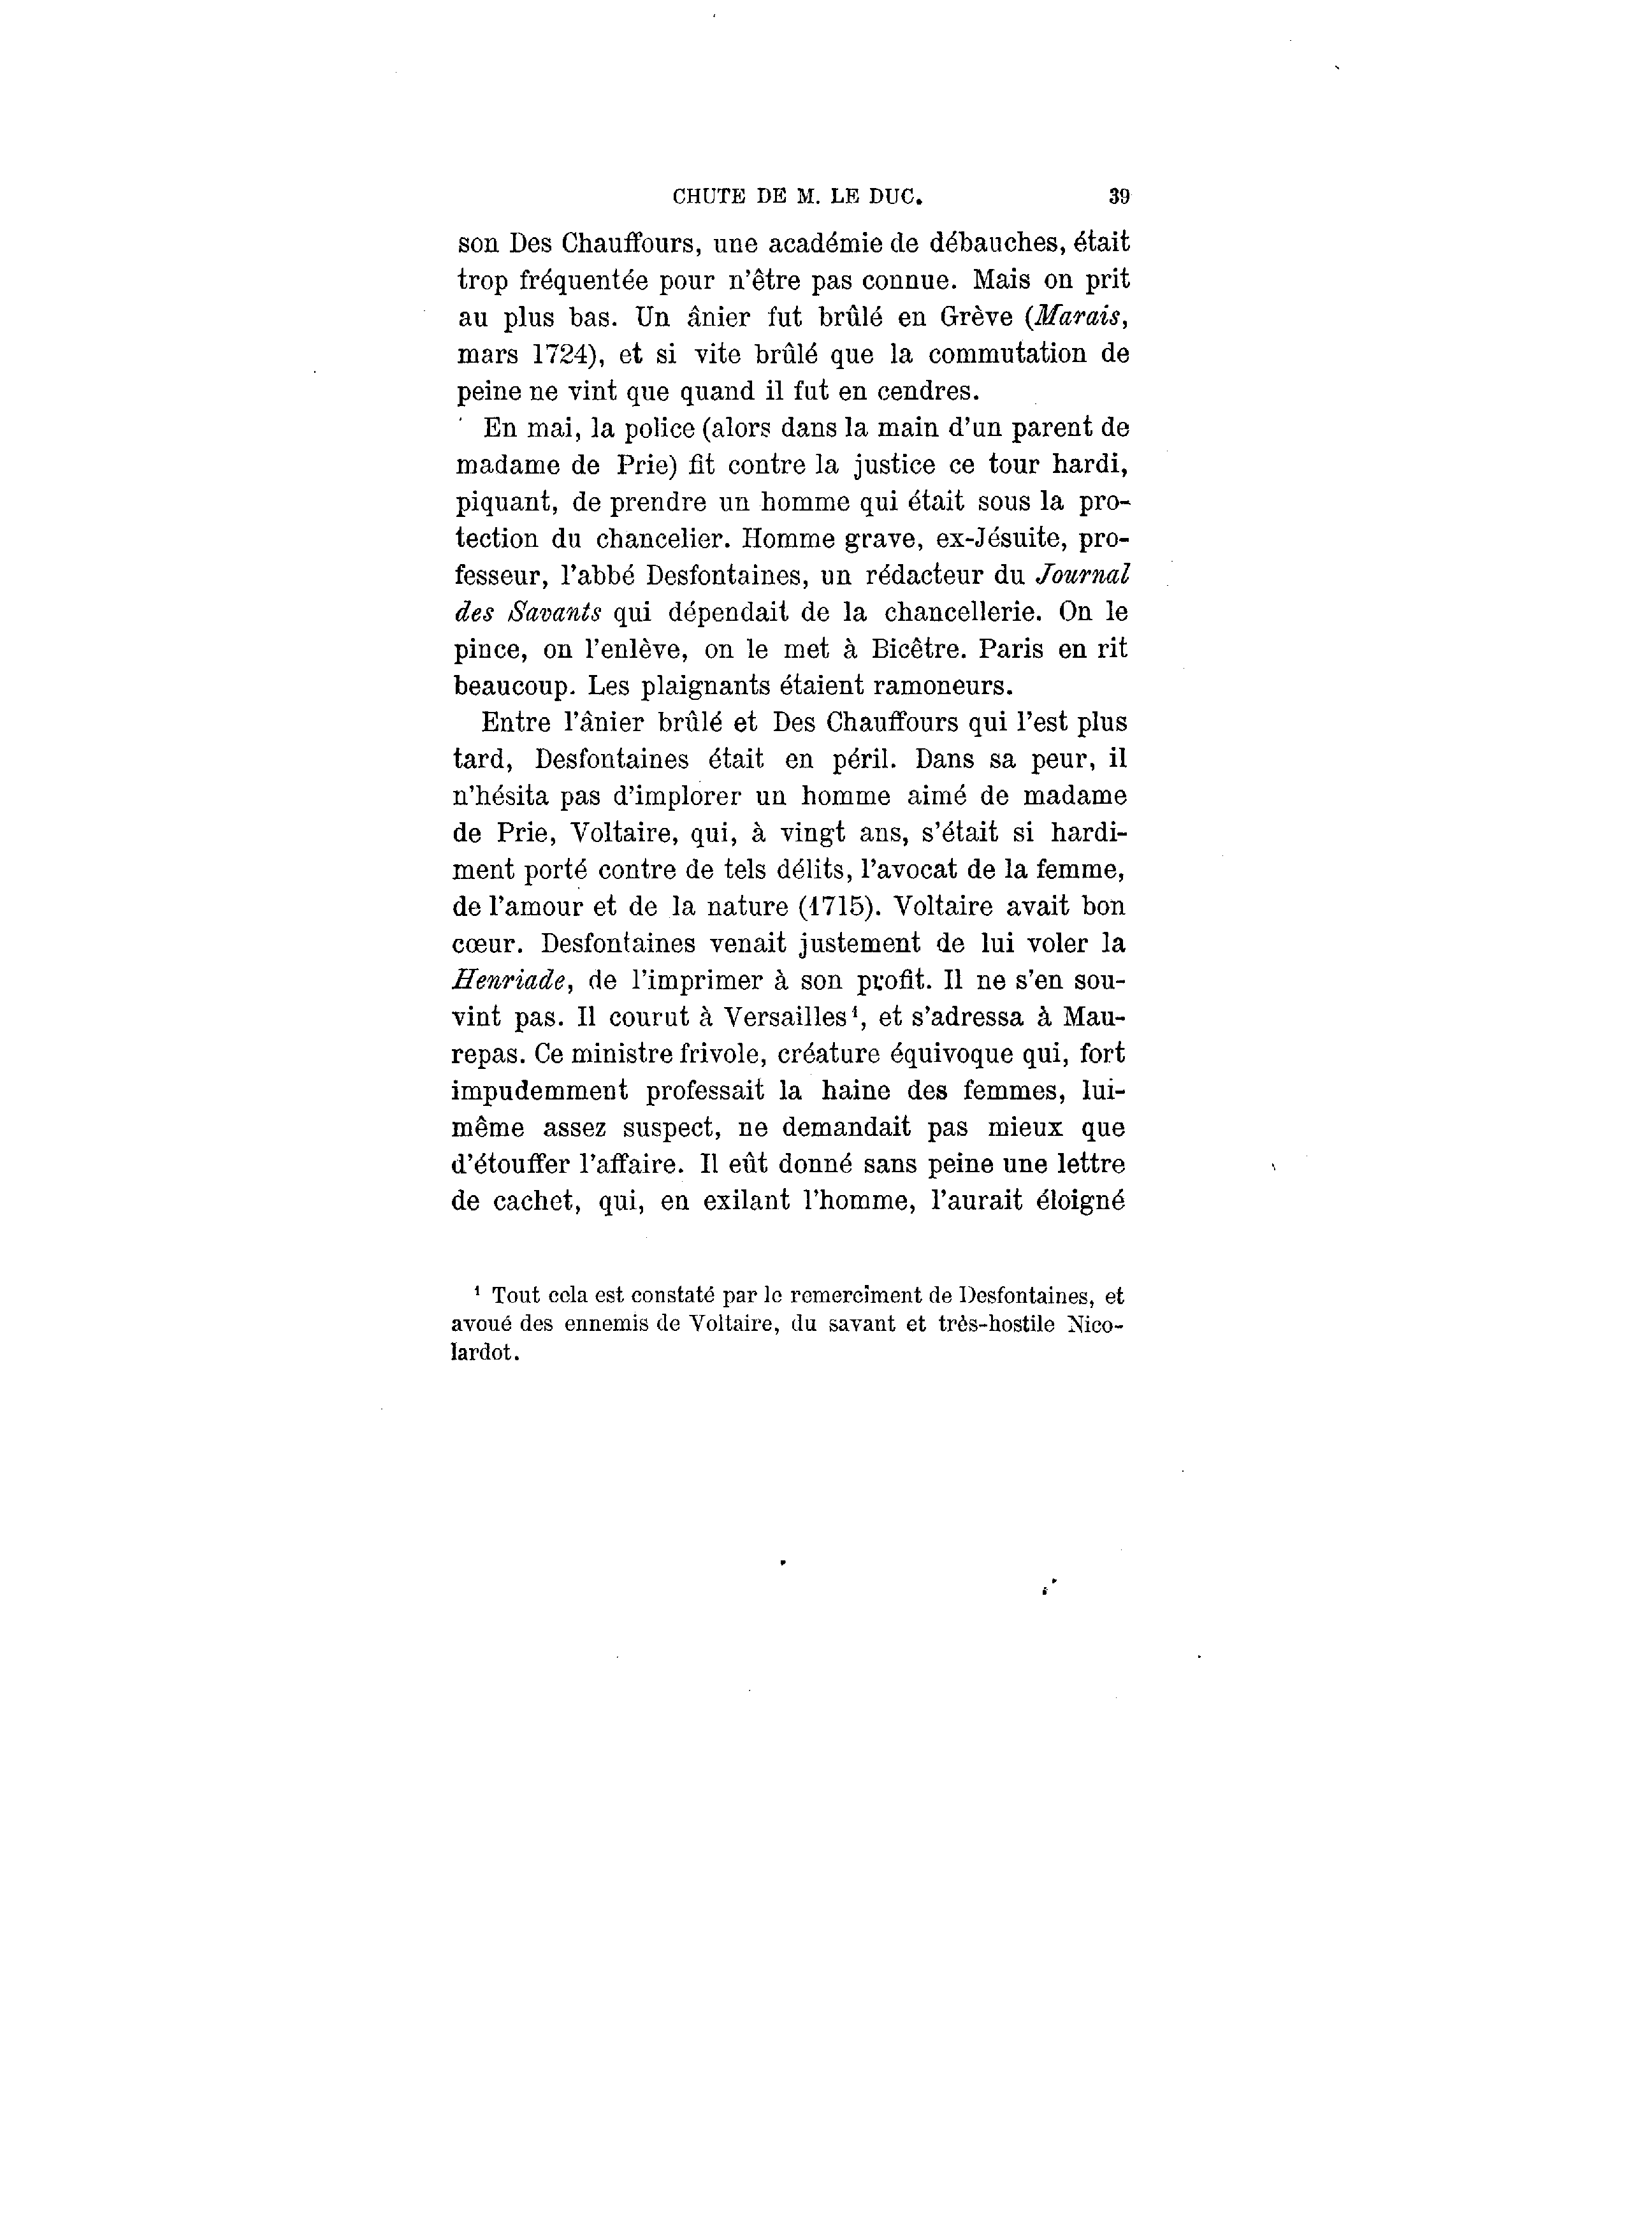 CHUTE DE M. LE DUC. 39
son Des Chauffours, une académie de débauches, était
trop fréquentée pour n'être pas connue. Mais on prit
au plus bas. Un ânier fut brûlé en Grève (Marais,
mars 1724), et si vite brûlé que la commutation de
peine ne vint que quand il fut en cendres.
En mai, la police (alors dans la main d'un parent de
madame de Prie) fit contre la justice ce tour hardi,
piquant, de prendre un homme qui était sous la pro-
tection du chancelier. Homme grave, ex-Jésuite, pro-
fesseur, l'abbé Desfontaines, un rédacteur du Journal
des Savants qui dépendait de la chancellerie. On le
pince, on l'enlève, on le met à Bicêtre. Paris en rit
beaucoup. Les plaignants étaient ramoneurs.
Entre l'ânier brûlé et Des Chauffours qui l'est plus
tard, Desfontaines était en péril. Dans sa peur, il
n'hésita pas d'implorer un homme aimé de madame
de Prie, Voltaire, qui, à vingt ans, s'était si hardi-
ment porté contre de tels délits, l'avocat de la femme,
de l'amour et de la nature (1715). Voltaire avait bon
cœur. Desfontaines venait justement de lui voler la
Henriade, de l'imprimer à son profit. Il ne s'en sou-
vint pas. Il courut à Versailles¹, et s'adressa à Mau-
repas. Ce ministre frivole, créature équivoque qui, fort
impudemment professait la haine des femmes, lui-
même assez suspect, ne demandait pas mieux que
d'étouffer l'affaire. Il eût donné sans peine une lettre
de cachet, qui, en exilant l'homme, l'aurait éloigné
¹ Tout cela est constaté par le remercîment de Desfontaines, et
avoué des ennemis de Voltaire, du savant et très-hostile Nico-
lardot.